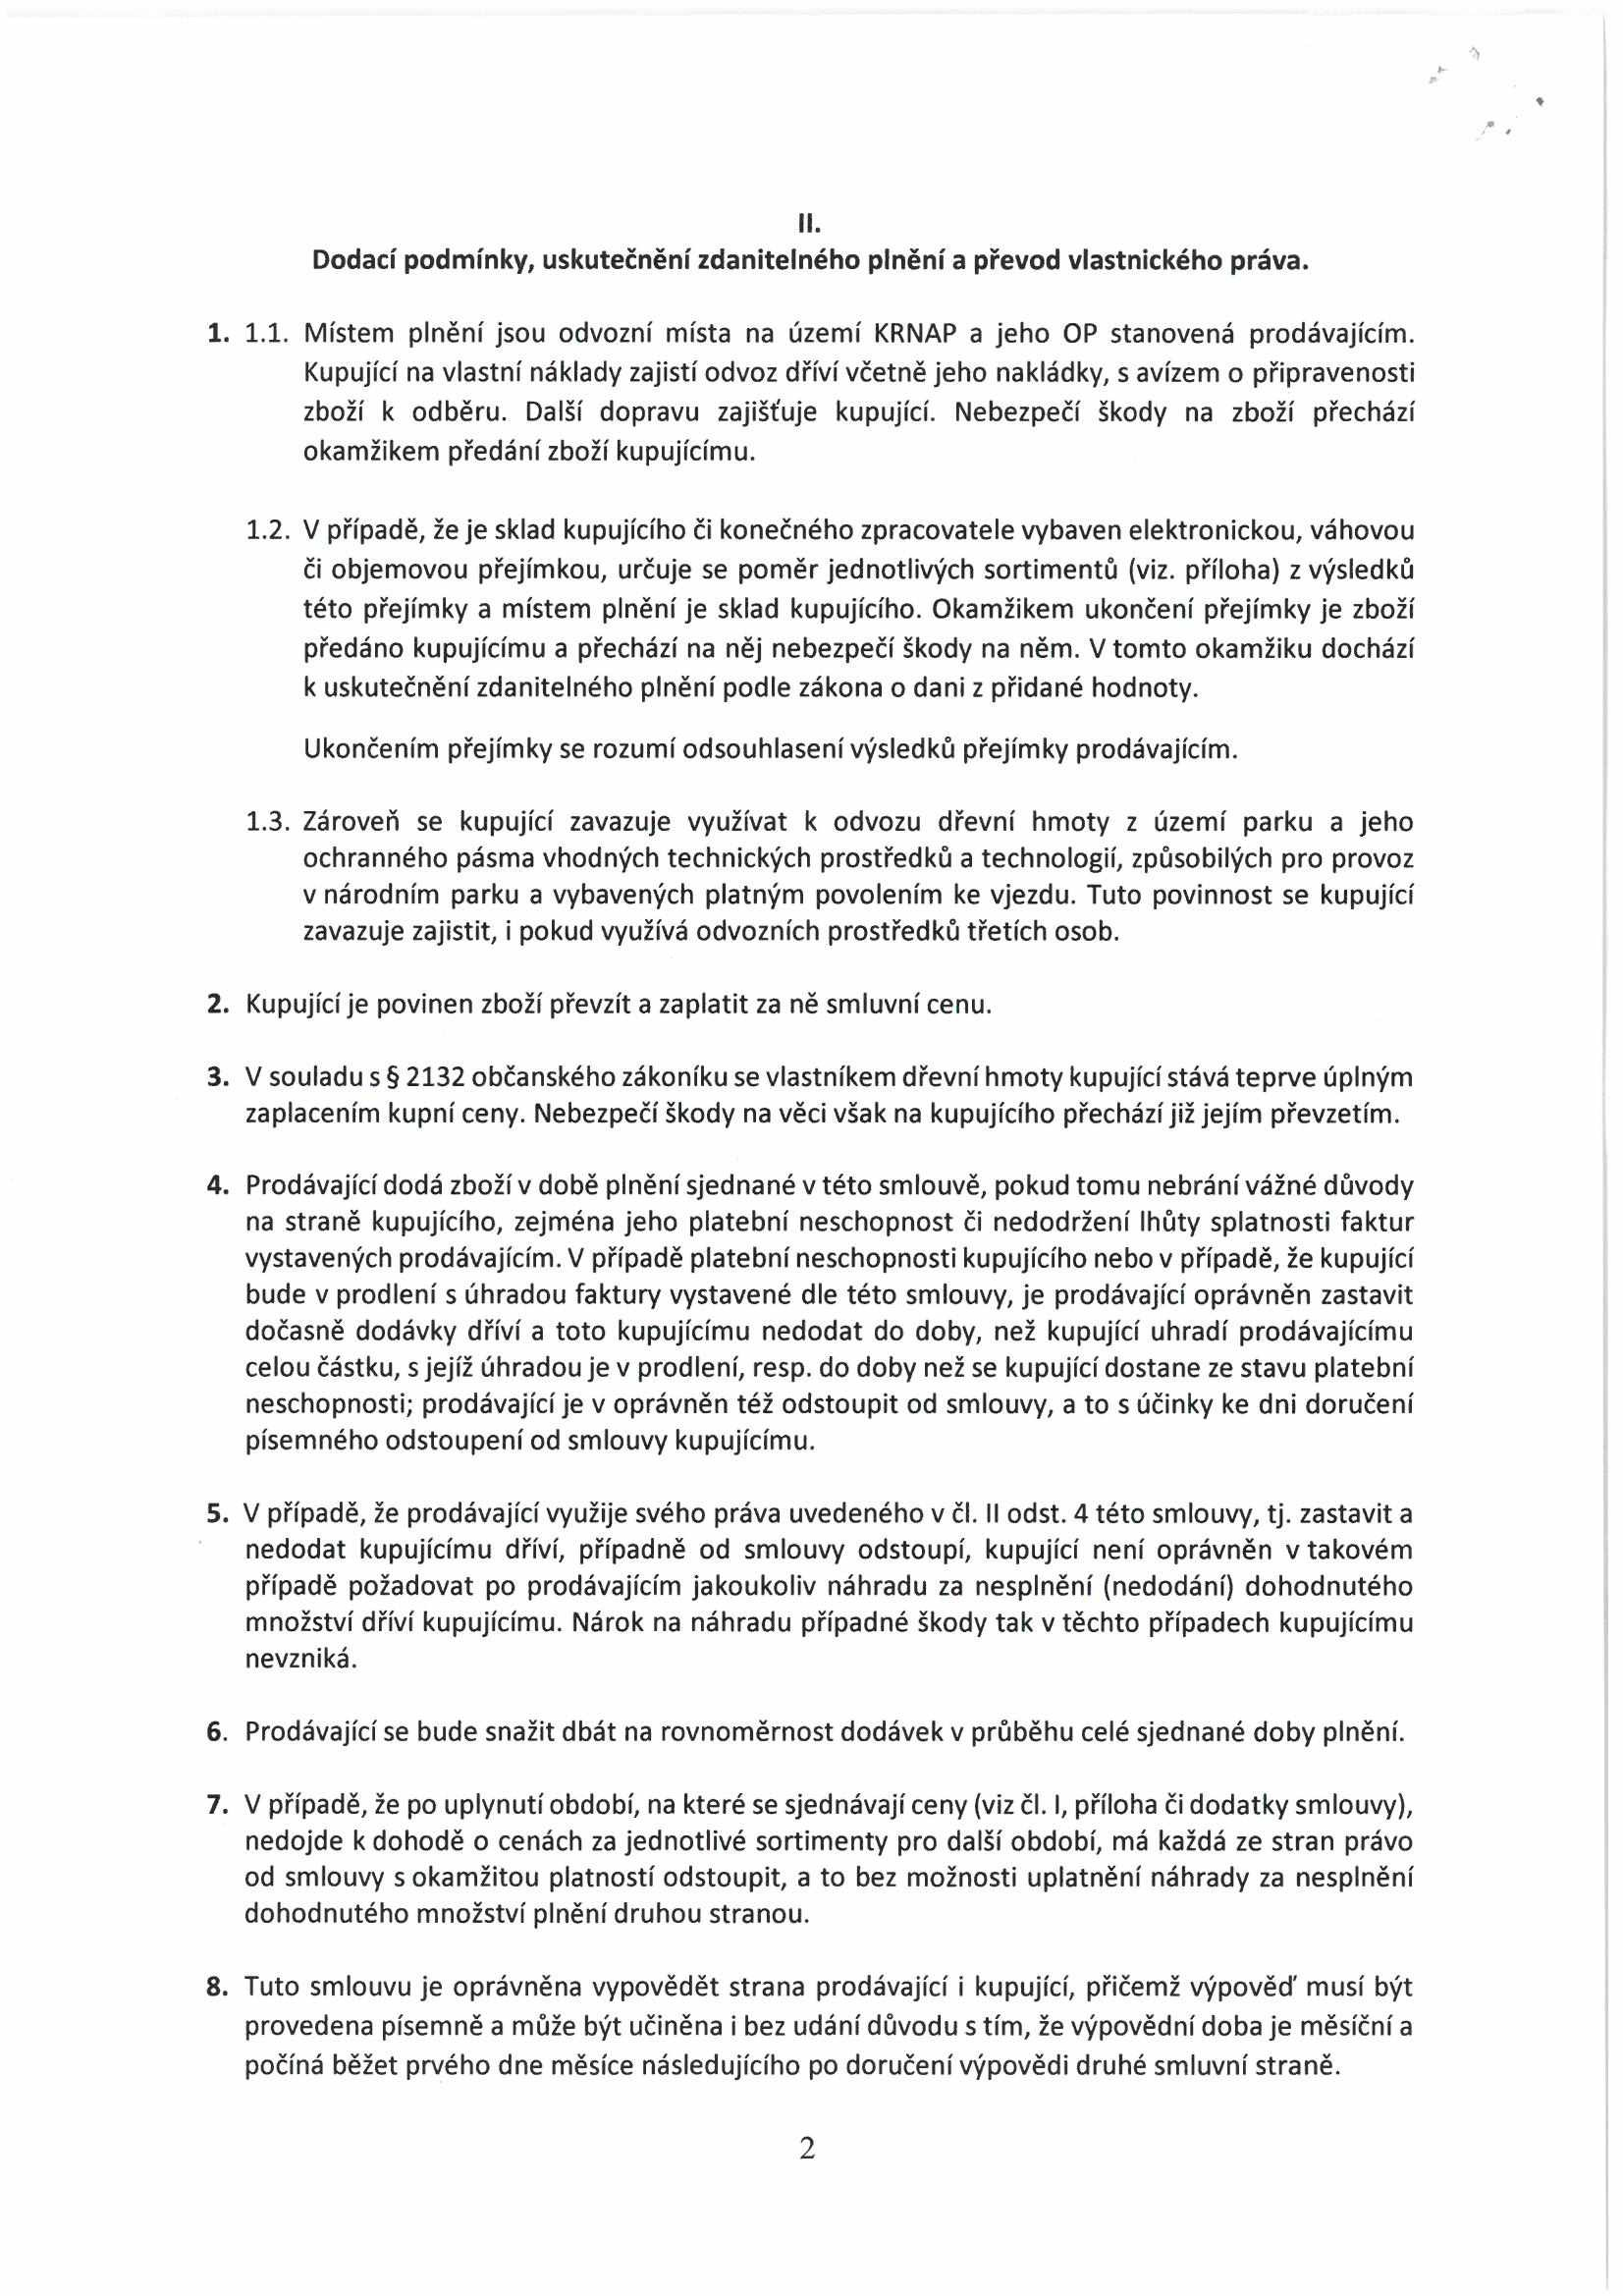 II.
Dodací podmínky, uskutečnění zdanitelného plnění a převod vlastnického práva.
1. 1.1. Místem plnění jsou odvozní místa na území KRNAP a jeho OP stanovená prodávajícím.
Kupující na vlastní náklady zajistí odvoz dříví včetně jeho nakládky, s avízem o připravenosti
zboží k odběru. Další dopravu zajišťuje kupující. Nebezpečí škody na zboží přechází
okamžikem předání zboží kupujícímu.
1.2. V případě, že je sklad kupujícího či konečného zpracovatele vybaven elektronickou, váhovou
či objemovou přejímkou, určuje se poměr jednotlivých sortimentů (viz. příloha) z výsledků
této přejímky a místem plnění je sklad kupujícího. Okamžikem ukončení přejímky je zboží
předáno kupujícímu a přechází na něj nebezpečí škody na něm. V tomto okamžiku dochází
k uskutečnění zdanitelného plnění podle zákona o dani z přidané hodnoty.
Ukončením přejímky se rozumí odsouhlasení výsledků přejímky prodávajícím.
1.3. Zároveň se kupující zavazuje využívat k odvozu dřevní hmoty z území parku a jeho
ochranného pásma vhodných technických prostředků a technologií, způsobilých pro provoz
v národním parku a vybavených platným povolením ke vjezdu. Tuto povinnost se kupující
zavazuje zajistit, i pokud využívá odvozních prostředků třetích osob.
2. Kupující je povinen zboží převzít a zaplatit za ně smluvní cenu.
3. V souladu s § 2132 občanského zákoníku se vlastníkem dřevní hmoty kupující stává teprve úplným
zaplacením kupní ceny. Nebezpečí škody na věci však na kupujícího přechází již jejím převzetím.
4. Prodávající dodá zboží v době plnění sjednané v této smlouvě, pokud tomu nebrání vážné důvody
na straně kupujícího, zejména jeho platební neschopnost či nedodržení lhůty splatnosti faktur
vystavených prodávajícím. V případě platební neschopnosti kupujícího nebo v případě, že kupující
bude v prodlení s úhradou faktury vystavené dle této smlouvy, je prodávající oprávněn zastavit
dočasně dodávky dříví a toto kupujícímu nedodat do doby, než kupující uhradí prodávajícímu
celou částku, s jejíž úhradou je v prodlení, resp. do doby než se kupující dostane ze stavu platební
neschopnosti; prodávající je v oprávněn též odstoupit od smlouvy, a to s účinky ke dni doručení
písemného odstoupení od smlouvy kupujícímu.
5. V případě, že prodávající využije svého práva uvedeného v čl. II odst. 4 této smlouvy, tj. zastavit a
nedodat kupujícímu dříví, případně od smlouvy odstoupí, kupující není oprávněn v takovém
případě požadovat po prodávajícím jakoukoliv náhradu za nesplnění (nedodání) dohodnutého
množství dříví kupujícímu. Nárok na náhradu případné škody tak v těchto případech kupujícímu
nevzniká.
6. Prodávající se bude snažit dbát na rovnoměrnost dodávek v průběhu celé sjednané doby plnění.
7. V případě, že po uplynutí období, na které se sjednávají ceny (viz čl. I, příloha či dodatky smlouvy),
nedojde k dohodě o cenách za jednotlivé sortimenty pro další období, má každá ze stran právo
od smlouvy s okamžitou platností odstoupit, a to bez možnosti uplatnění náhrady za nesplnění
dohodnutého množství plnění druhou stranou.
8. Tuto smlouvu je oprávněna vypovědět strana prodávající i kupující, přičemž výpověď musí být
provedena písemně a může být učiněna i bez udání důvodu s tím, že výpovědní doba je měsíční a
počíná běžet prvého dne měsíce následujícího po doručení výpovědi druhé smluvní straně.
2